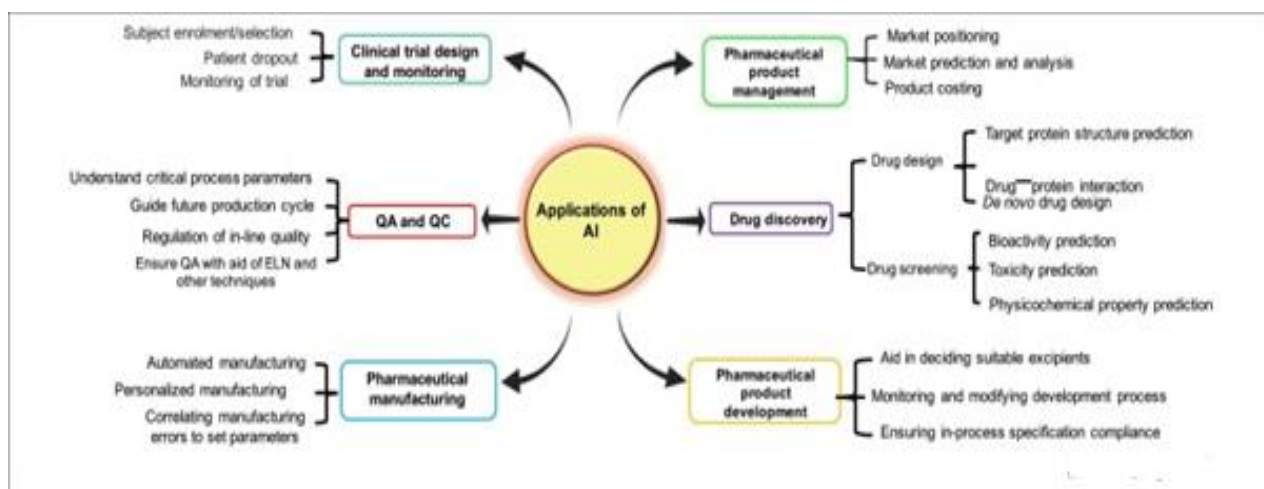 Subject enrolment/selection
Patient dropout
Monitoring of trial
Clinical trial design
and monitoring
Pharmaceutical
product
management
Market positioning
Market prediction and analysis
Product costing
Understand critical process parameters
Guide future production cycle
Regulation of in-line quality
Ensure QA with aid of ELN and
other techniques
QA and QC
Applications of
AI
Drug discovery
Drug design
Target protein structure prediction
Drug—protein interaction
De novo drug design
Drug screening
Bioactivity prediction
Toxicity prediction
Physicochemical property prediction
Automated manufacturing
Personalized manufacturing
Correlating manufacturing
errors to set parameters
Pharmaceutical
manufacturing
Pharmaceutical
product
development
Aid in deciding suitable excipients
Monitoring and modifying development process
Ensuring in-process specification compliance